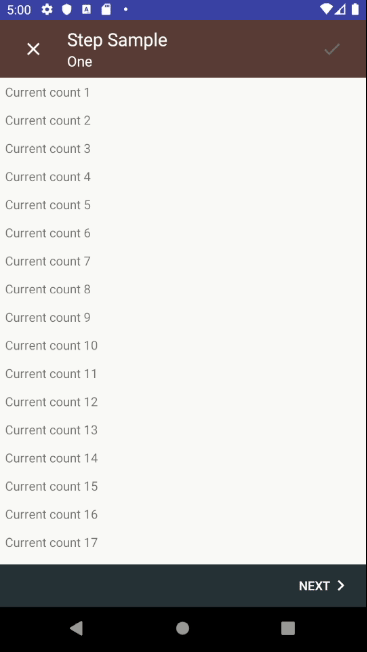 5:00
Step Sample
One
Current count 1
Current count 2
Current count 3
Current count 4
Current count 5
Current count 6
Current count 7
Current count 8
Current count 9
Current count 10
Current count 11
Current count 12
Current count 13
Current count 14
Current count 15
Current count 16
Current count 17
NEXT